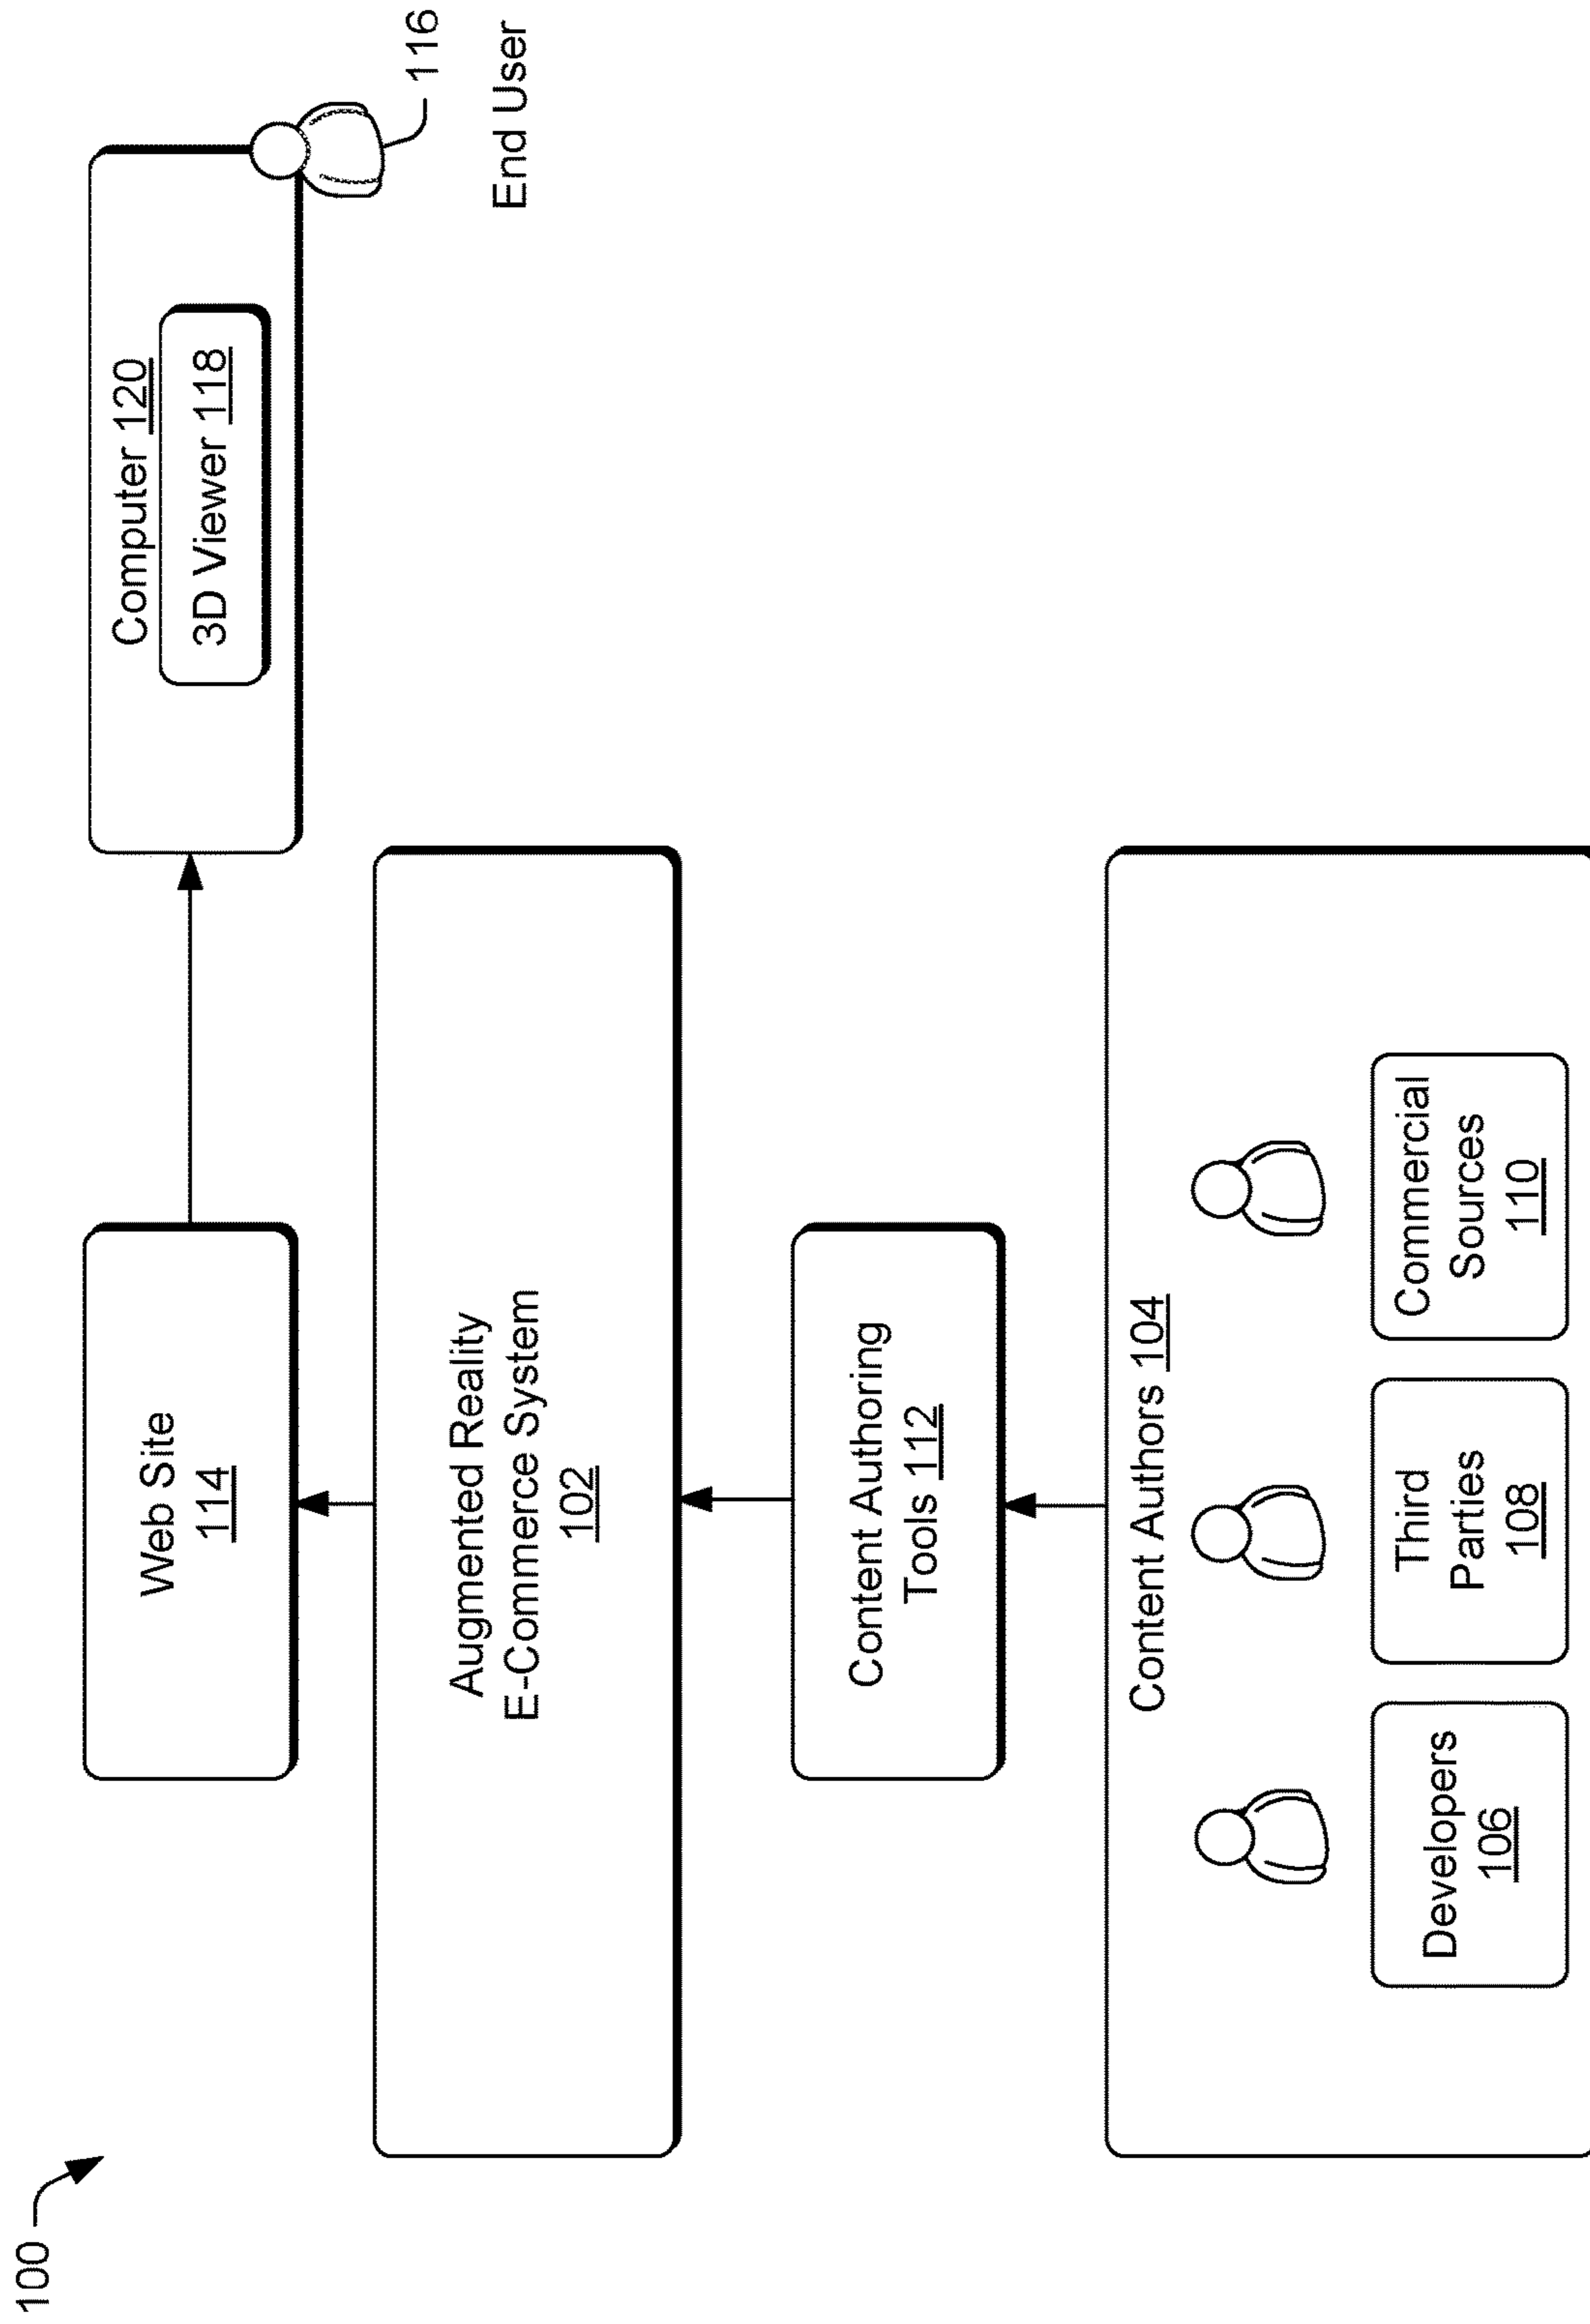 100
Web Site
114
Computer 120
3D Viewer 118
116
End User
Augmented Reality
E-Commerce System
102
Content Authoring
Tools 112
Content Authors 104
Developers
106
Third
Parties
108
Commercial
Sources
110